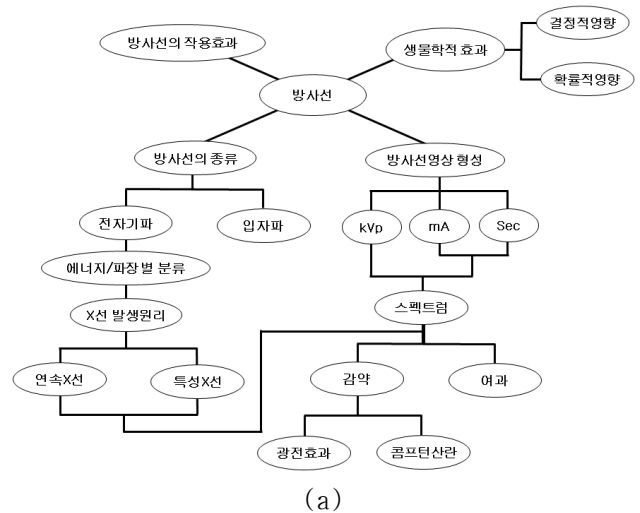 결정적영향
방사선의 작용효과
생물학적 효과
확률적영향
방사선
방사선의 종류
방사선영상 형성
전자기파
입자파
kVp
mA
Sec
에너지/파장별 분류
X선 발생원리
스펙트럼
연속X선
특성X선
감약
여과
광전효과
콤프턴산란
(a)